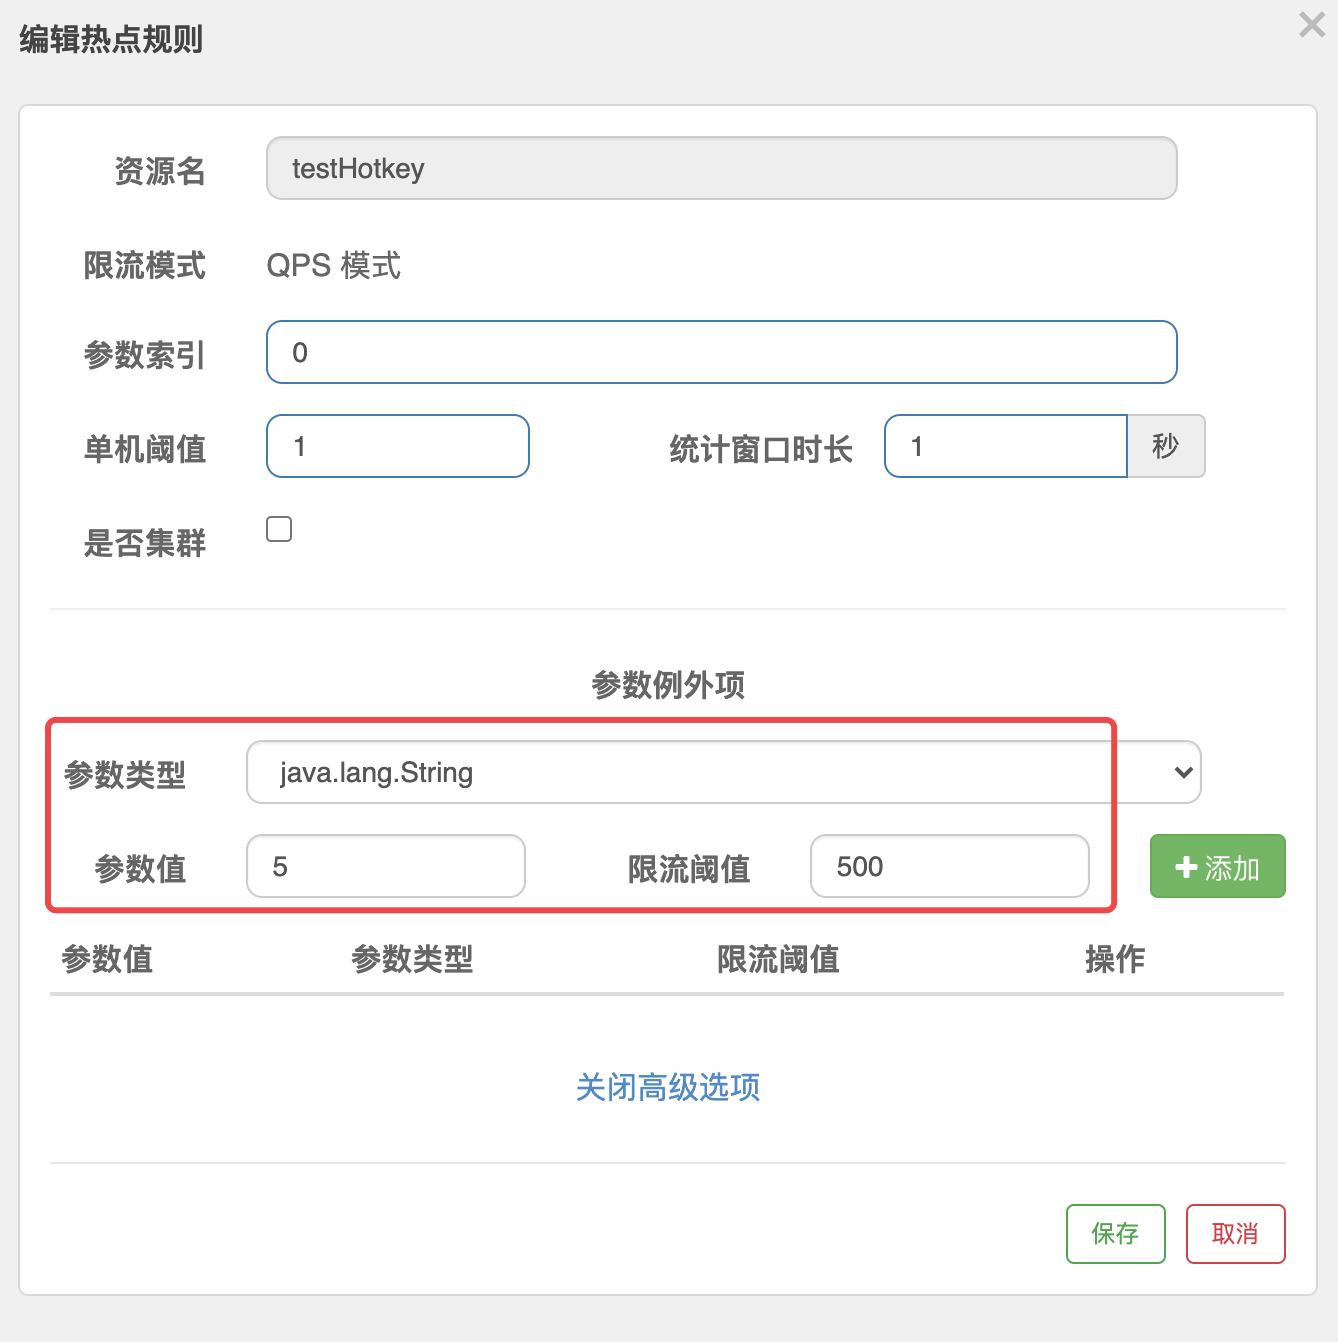 编辑热点规则
资源名 testHotkey
限流模式 QPS 模式
参数索引 0
单机阈值 1 统计窗口时长 1 秒
是否集群
参数例外项
参数类型 java.lang.String
参数值 5 限流阈值 500 添加
参数值 参数类型 限流阈值 操作
关闭高级选项
保存 取消